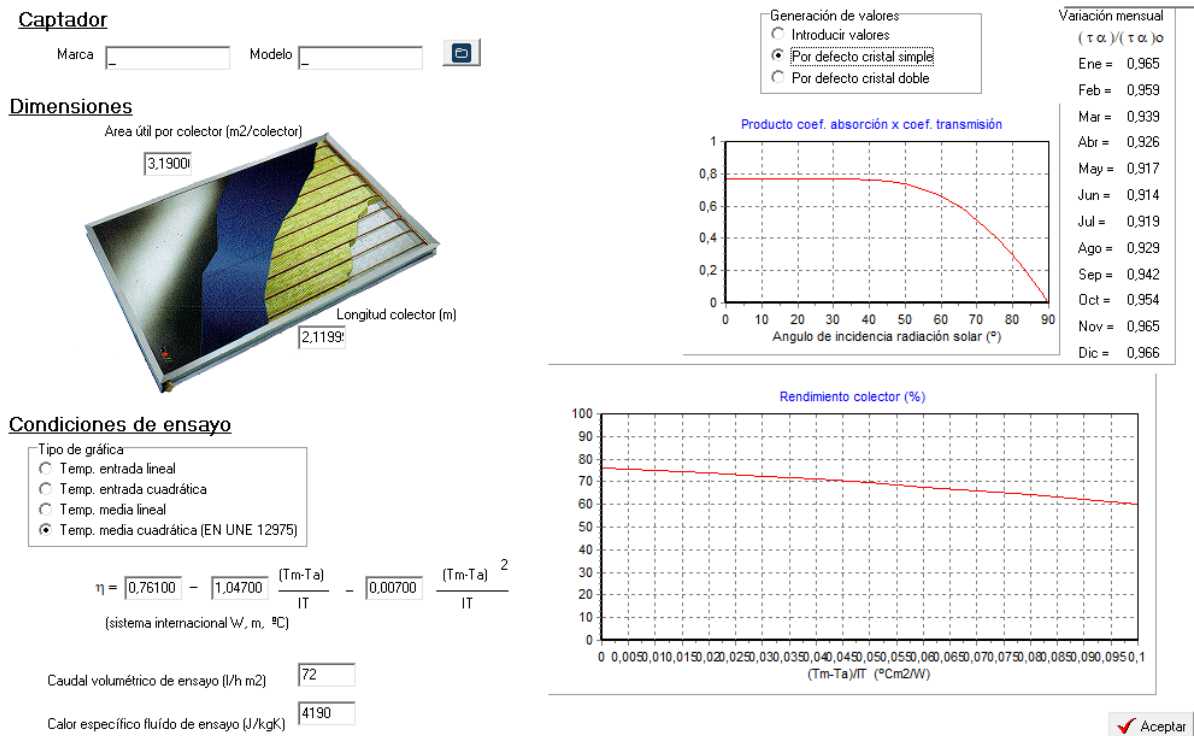 Captador
Marca _ Modelo _
Dimensiones
Area útil por colector (m2/colector)
3,1900
Longitud colector (m)
2,1199
Condiciones de ensayo
Tipo de gráfica
Temp. entrada lineal
Temp. entrada cuadrática
Temp. media lineal
Temp. media cuadrática (EN UNE 12975)
η = 0,76100 − 1,04700 (Tm-Ta) / IT − 0,00700 (Tm-Ta) 2 / IT
(sistema internacional W, m, ºC)
Caudal volumétrico de ensayo (l/h m2) 72
Calor específico fluído de ensayo (J/kgK) 4190
Generación de valores
Introducir valores
Por defecto cristal simple
Por defecto cristal doble
Variación mensual
(τα)/(τα)o
Ene = 0,965
Feb = 0,959
Mar = 0,939
Abr = 0,926
May = 0,917
Jun = 0,914
Jul = 0,919
Ago = 0,929
Sep = 0,942
Oct = 0,954
Nov = 0,965
Dic = 0,966
Producto coef. absorción x coef. transmisión
1
0,8
0,6
0,4
0,2
0
0 10 20 30 40 50 60 70 80 90
Angulo de incidencia radiación solar (º)
Rendimiento colector (%)
100
90
80
70
60
50
40
30
20
10
0
0 0,005 0,01 0,015 0,02 0,025 0,03 0,035 0,04 0,045 0,05 0,055 0,06 0,065 0,07 0,075 0,08 0,085 0,09 0,095 0,1
(Tm-Ta)/IT (ºCm2/W)
Aceptar